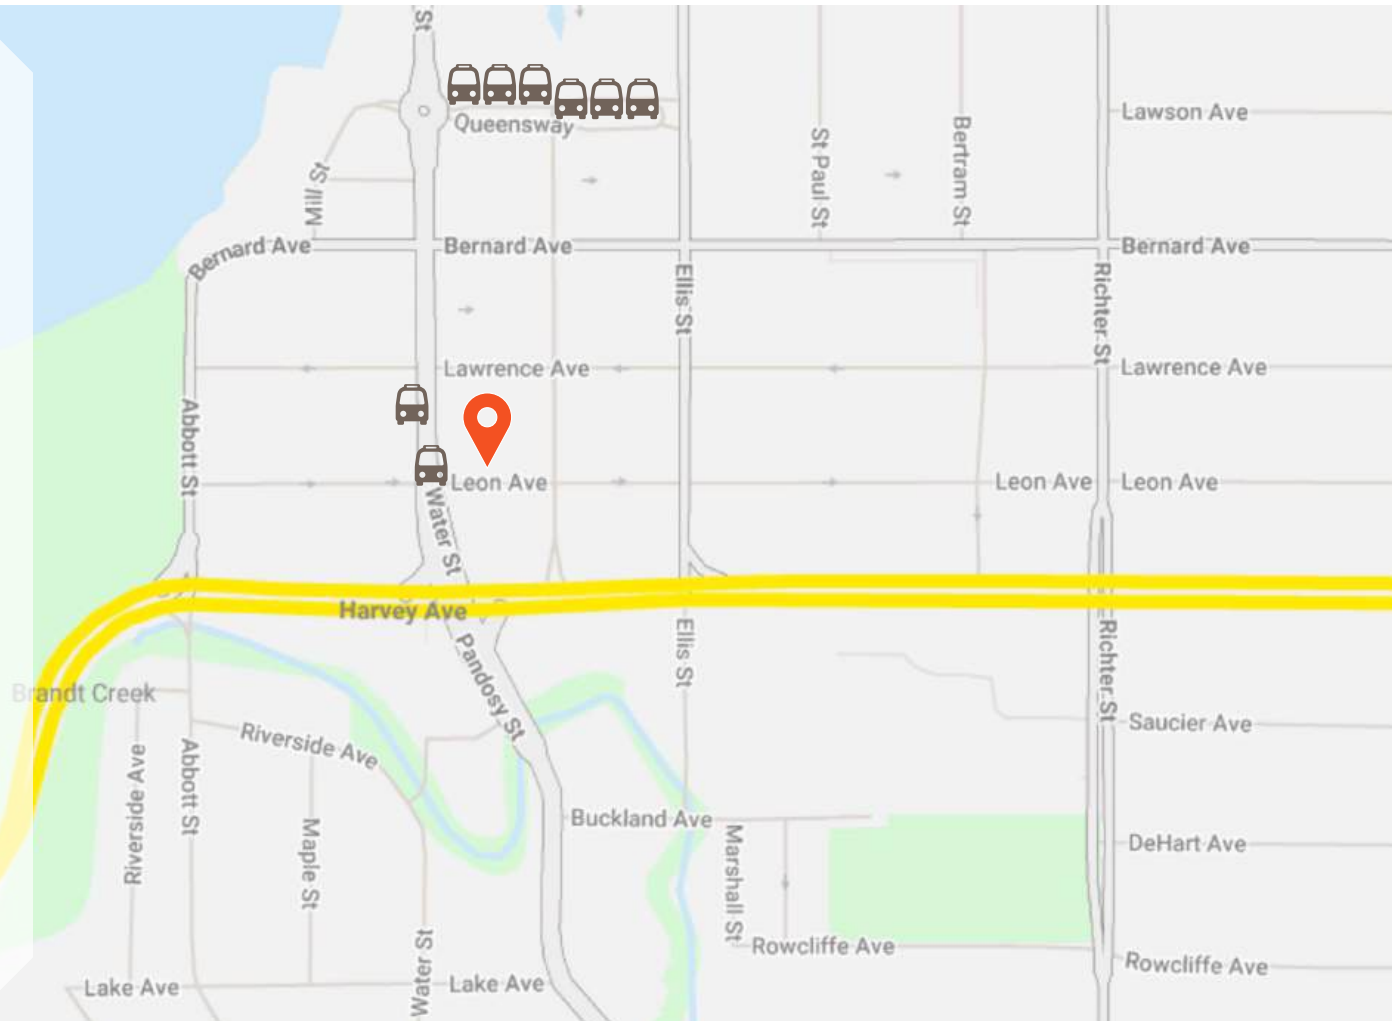 St
Queensway
Lawson Ave
St Paul St
Bertram St
Mill St
Bernard Ave
Bernard Ave
Bernard Ave
Ellis St
Richter St
Lawrence Ave
Lawrence Ave
Abbott St
Leon Ave
Leon Ave
Leon Ave
Water St
Harvey Ave
Ellis St
Richter St
Pandosy St
Brandt Creek
Riverside Ave
Saucier Ave
Riverside Ave
Abbott St
Maple St
Buckland Ave
Marshall St
DeHart Ave
Rowcliffe Ave
Rowcliffe Ave
Water St
Lake Ave
Lake Ave